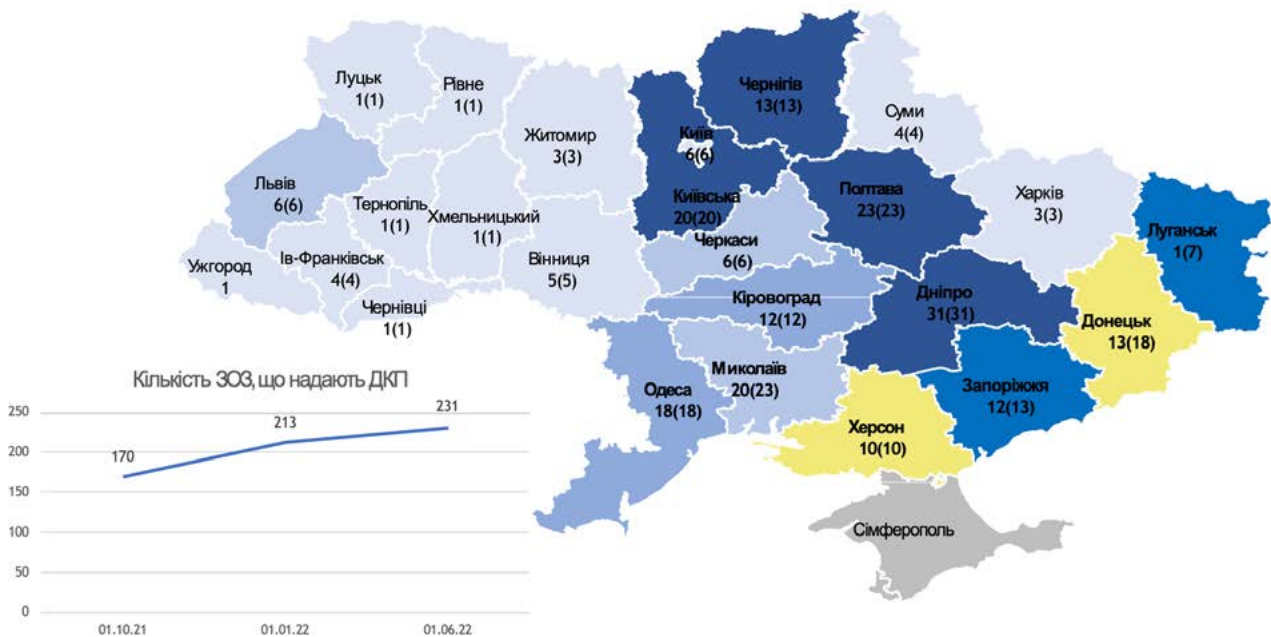 Луцьк
1(1)
Рівне
1(1)
Житомир
3(3)
Київ
6(6)
Чернігів
13(13)
Суми
4(4)
Львів
6(6)
Тернопіль
1(1)
Хмельницький
1(1)
Київська
20(20)
Полтава
23(23)
Харків
3(3)
Луганськ
1(7)
Ужгород
1
Ів-Франківськ
4(4)
Чернівці
1(1)
Вінниця
5(5)
Черкаси
6(6)
Кіровоград
12(12)
Дніпро
31(31)
Донецьк
13(18)
Одеса
18(18)
Миколаїв
20(23)
Запоріжжя
12(13)
Херсон
10(10)
Сімферополь
Кількість ЗОЗ, що надають ДКП
250
200
150
100
50
0
170
213
231
01.10.21
01.01.22
01.06.22